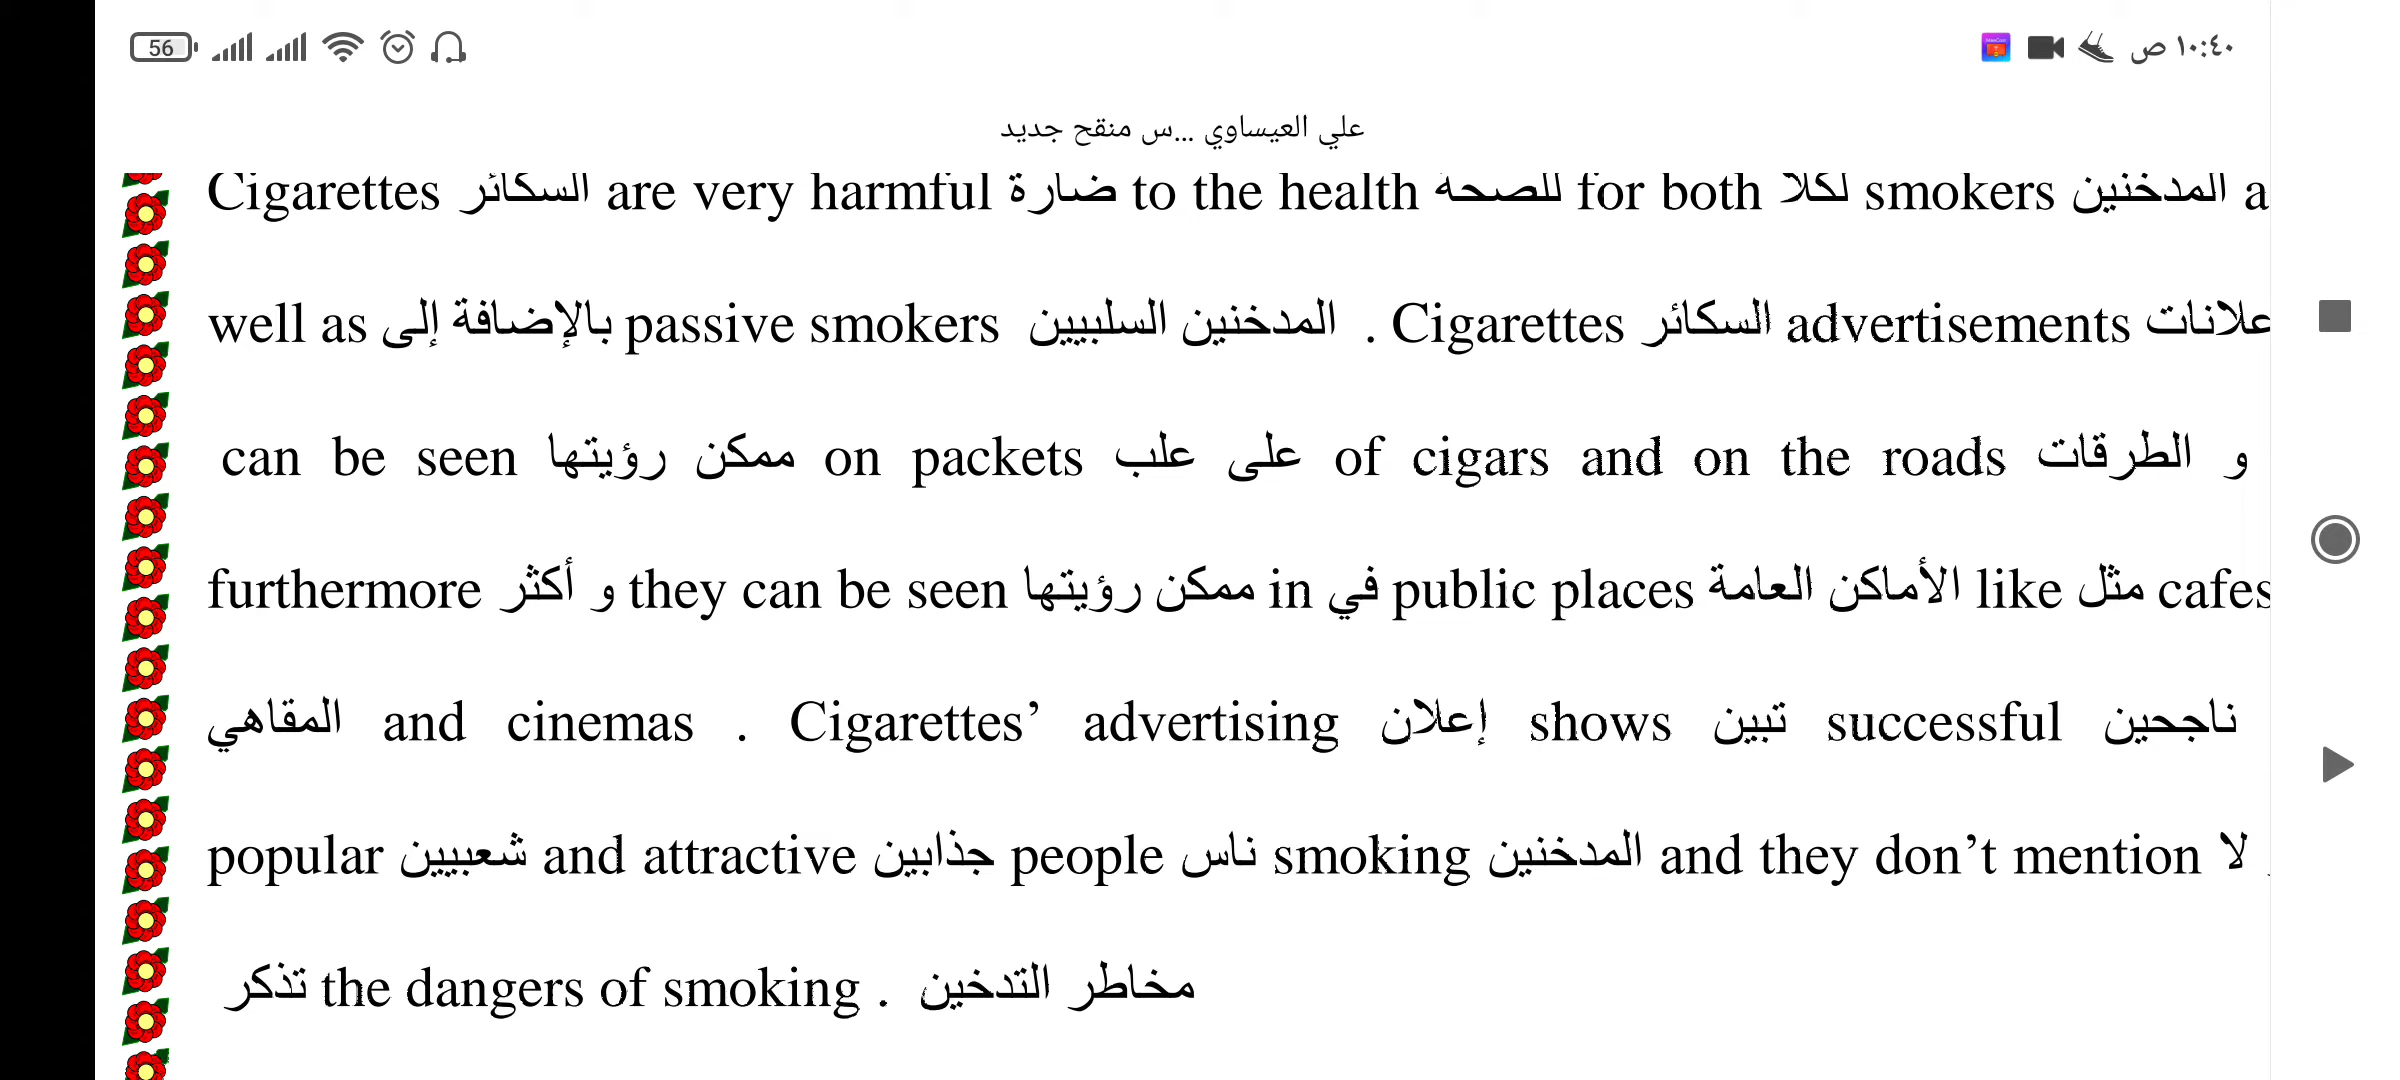 56
١٠:٤٠ ص
علي العيساوي ...س منقح جديد
Cigarettes السكائر are very harmful ضارة to the health للصحة for both لكلا smokers المدخنين a
well as بالإضافة إلى passive smokers المدخنين السلبيين . Cigarettes السكائر advertisements علانات
can be seen ممكن رؤيتها on packets على علب of cigars and on the roads و الطرقات
furthermore و أكثر they can be seen ممكن رؤيتها in في public places الأماكن العامة like مثل cafes
المقاهي and cinemas . Cigarettes’ advertising إعلان shows تبين successful ناجحين
popular شعبيين and attractive جذابين people ناس smoking المدخنين and they don’t mention لا
تذكر the dangers of smoking . مخاطر التدخين